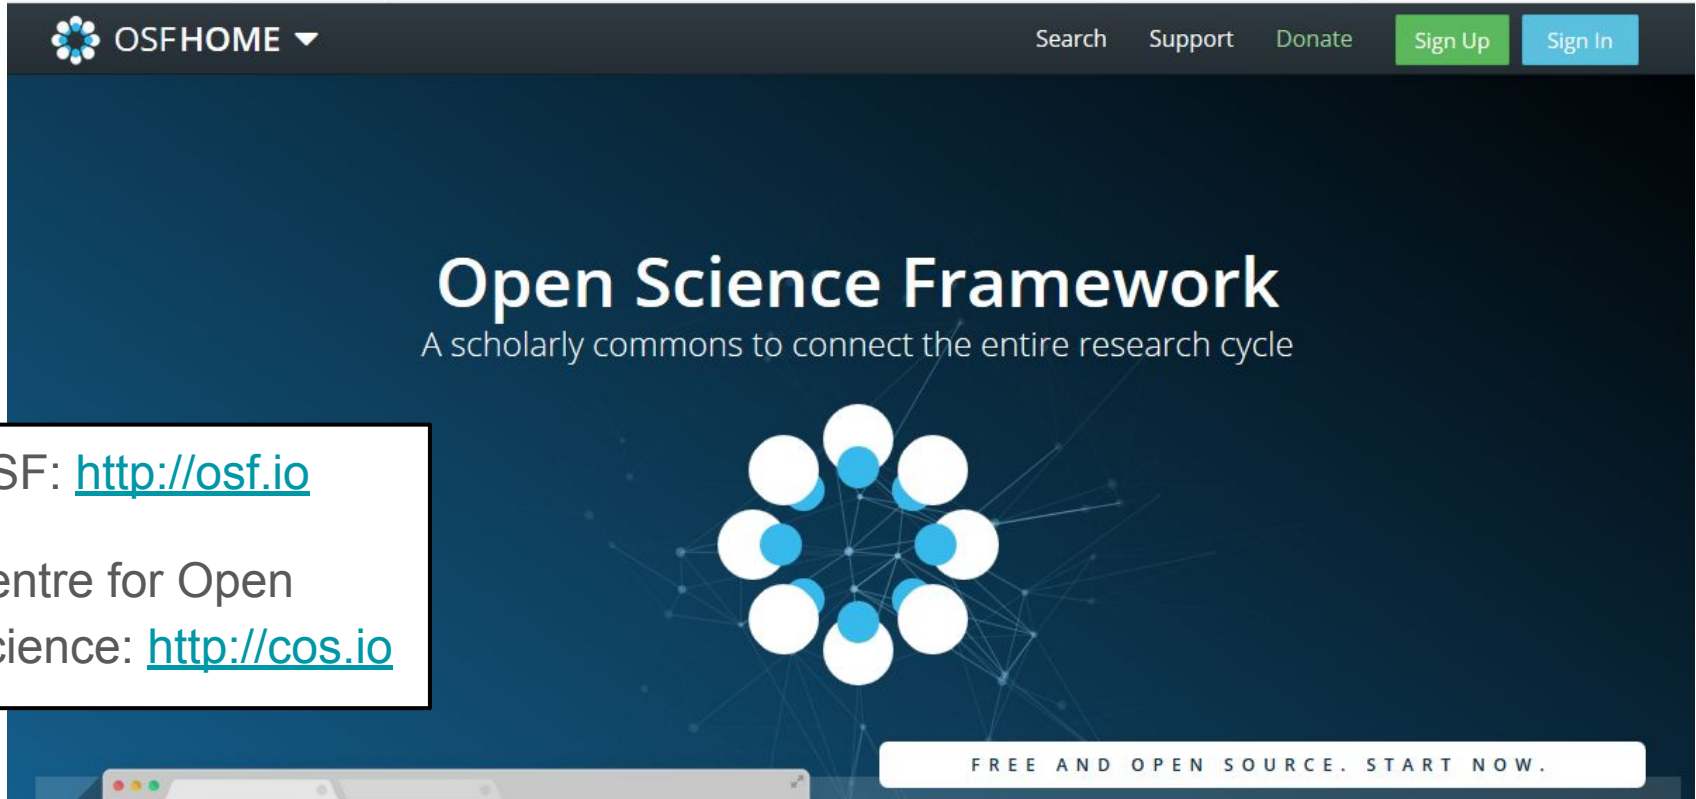 OSFHOME
Search Support Donate Sign Up Sign In
Open Science Framework
A scholarly commons to connect the entire research cycle
SF: http://osf.io
entre for Open
cience: http://cos.io
FREE AND OPEN SOURCE. START NOW.